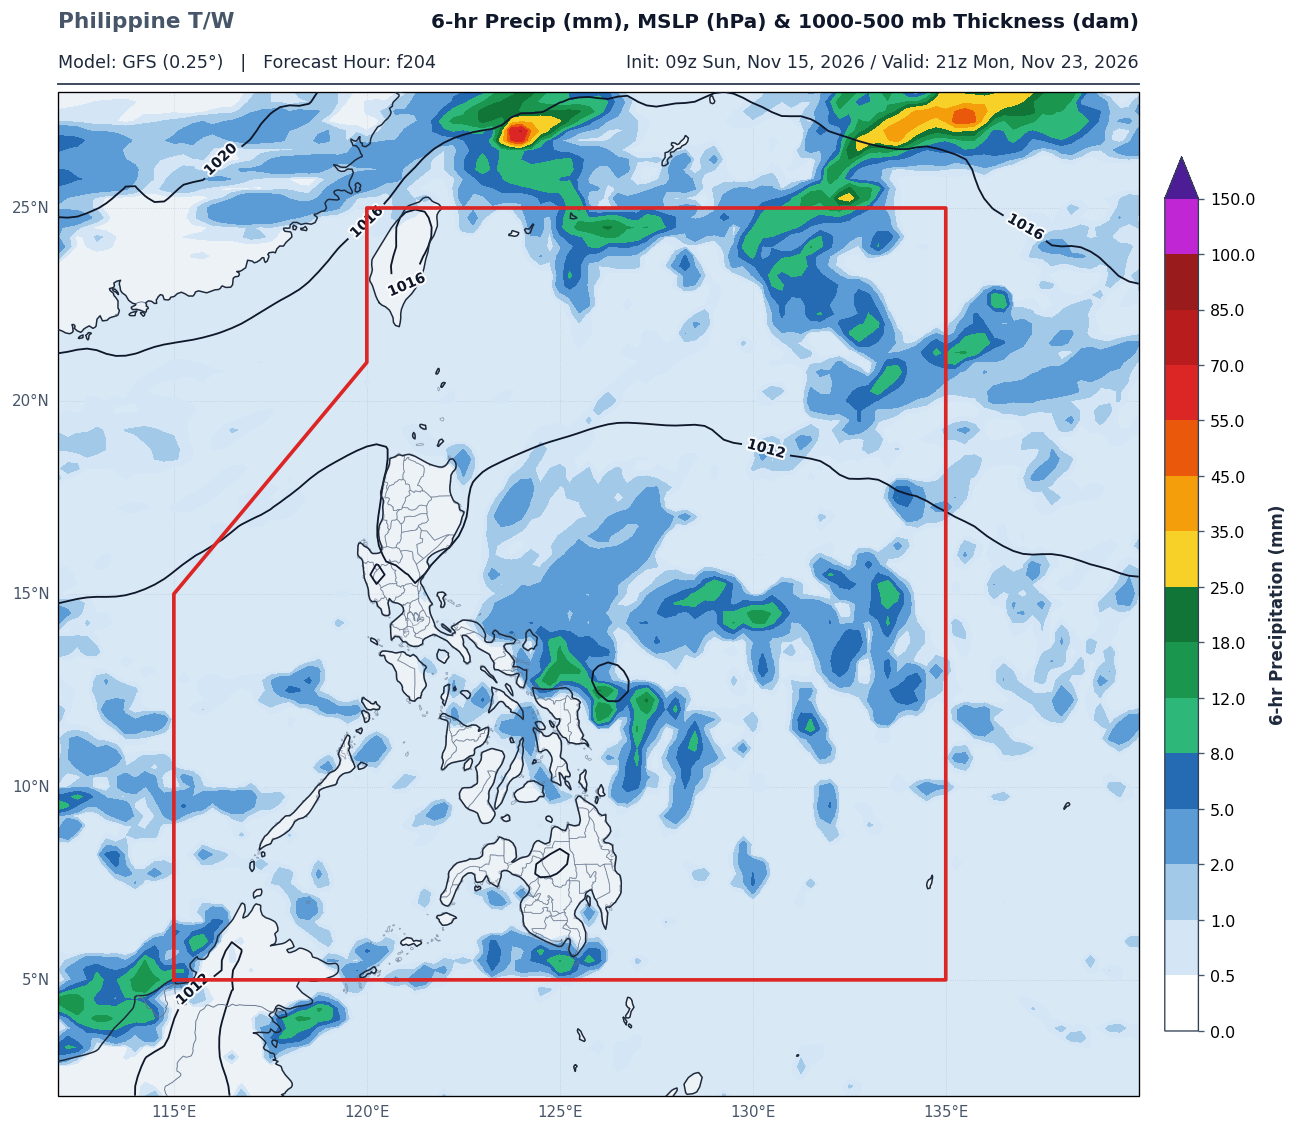 Philippine T/W
6-hr Precip (mm), MSLP (hPa) & 1000-500 mb Thickness (dam)
Model: GFS (0.25°)   |   Forecast Hour: f204
Init: 09z Sun, Nov 15, 2026 / Valid: 21z Mon, Nov 23, 2026
1020
1016
1016
1016
1012
1012
25°N
20°N
15°N
10°N
5°N
115°E
120°E
125°E
130°E
135°E
150.0
100.0
85.0
70.0
55.0
45.0
35.0
25.0
18.0
12.0
8.0
5.0
2.0
1.0
0.5
0.0
6-hr Precipitation (mm)